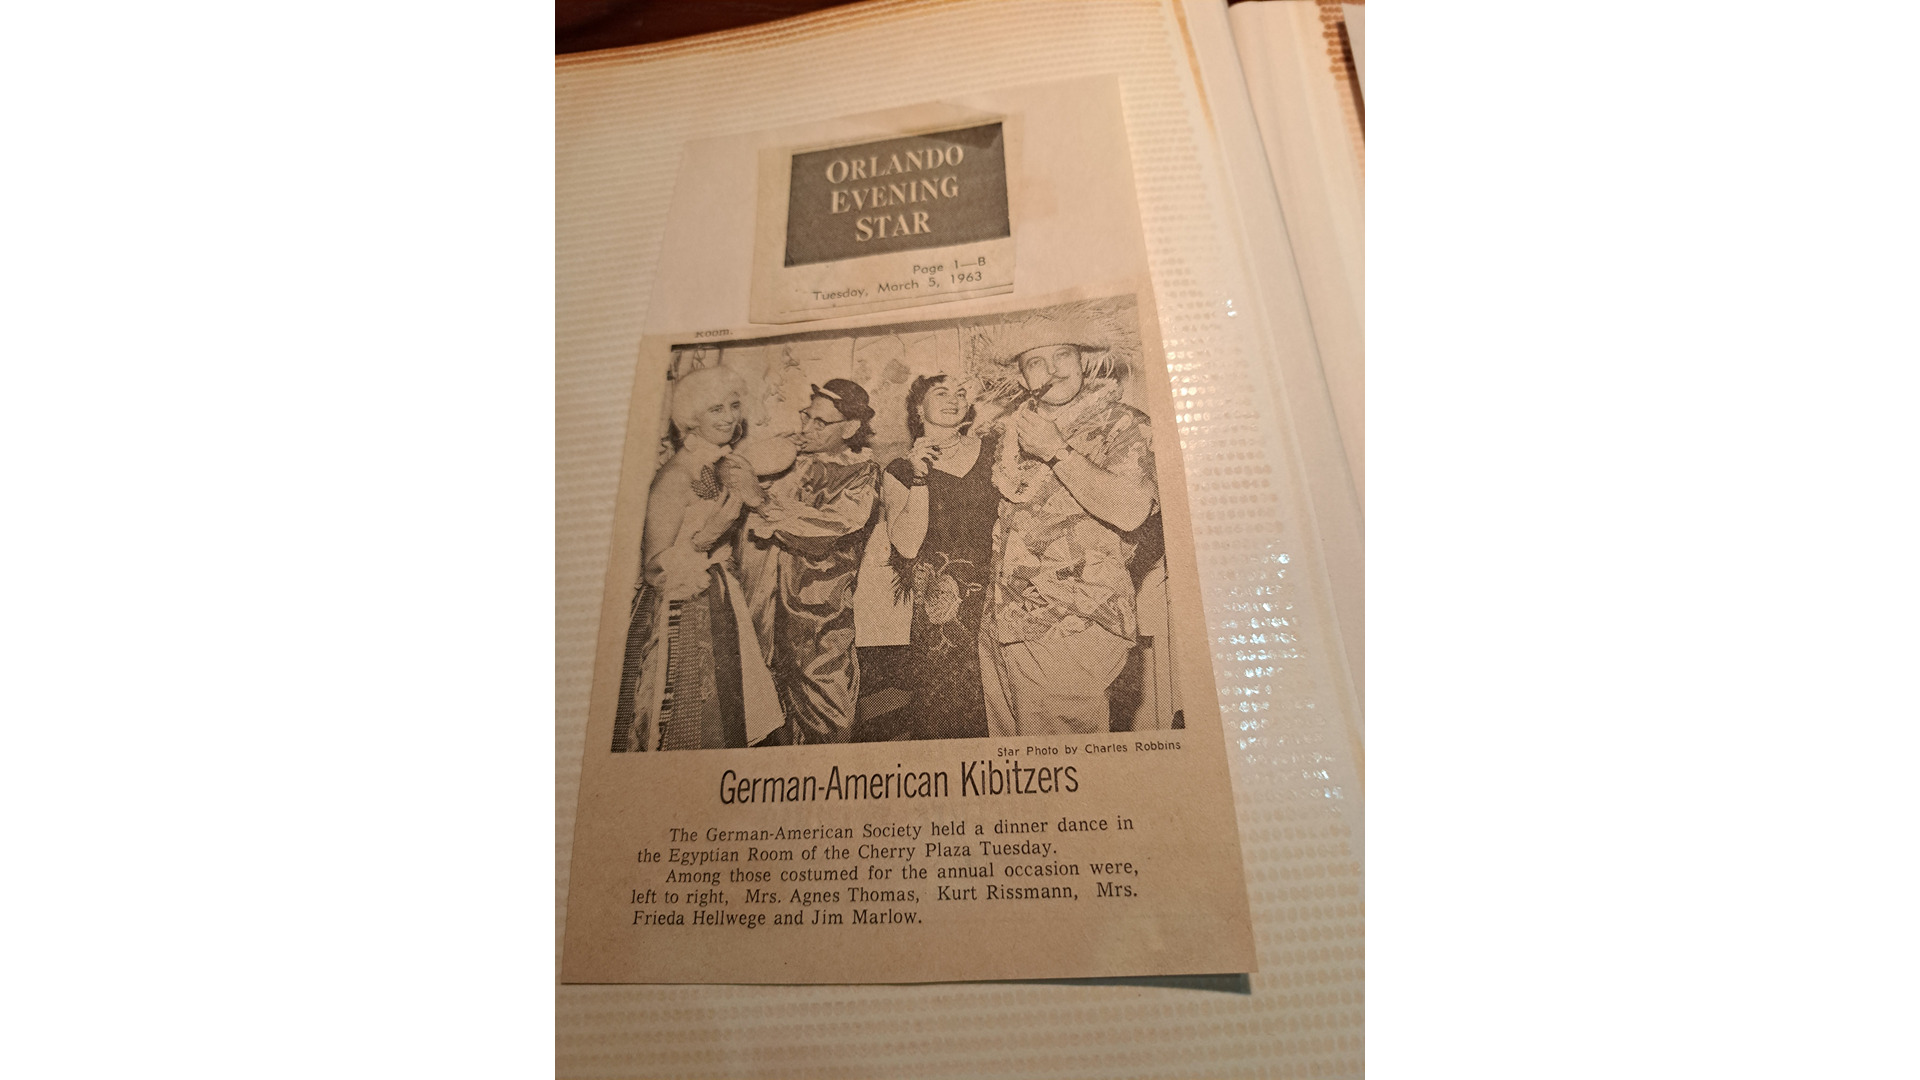 ORLANDO
EVENING
STAR
Page 1—B
Tuesday, March 5, 1963
Room.
Star Photo by Charles Robbins
German-American Kibitzers
The German-American Society held a dinner dance in
the Egyptian Room of the Cherry Plaza Tuesday.
Among those costumed for the annual occasion were,
left to right, Mrs. Agnes Thomas, Kurt Rissmann, Mrs.
Frieda Hellwege and Jim Marlow.